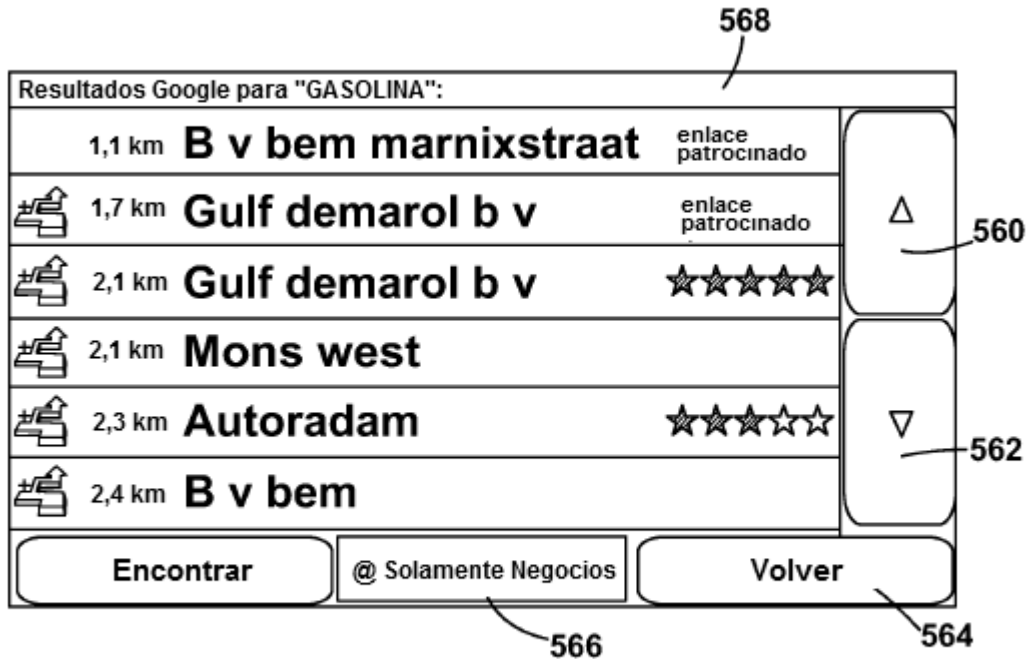 568
Resultados Google para "GASOLINA":
1,1 km B v bem marnixstraat enlace
patrocinado
1,7 km Gulf demarol b v enlace
patrocinado
560
2,1 km Gulf demarol b v
2,1 km Mons west
2,3 km Autoradam
562
2,4 km B v bem
Encontrar @ Solamente Negocios Volver
566 564